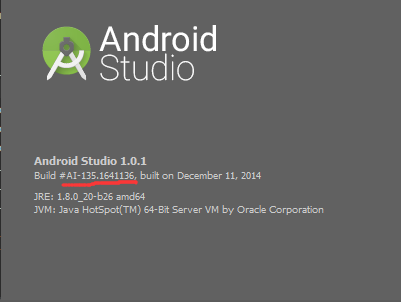 Android
Studio
Android Studio 1.0.1
Build #AI-135.1641136, built on December 11, 2014
JRE: 1.8.0_20-b26 amd64
JVM: Java HotSpot(TM) 64-Bit Server VM by Oracle Corporation